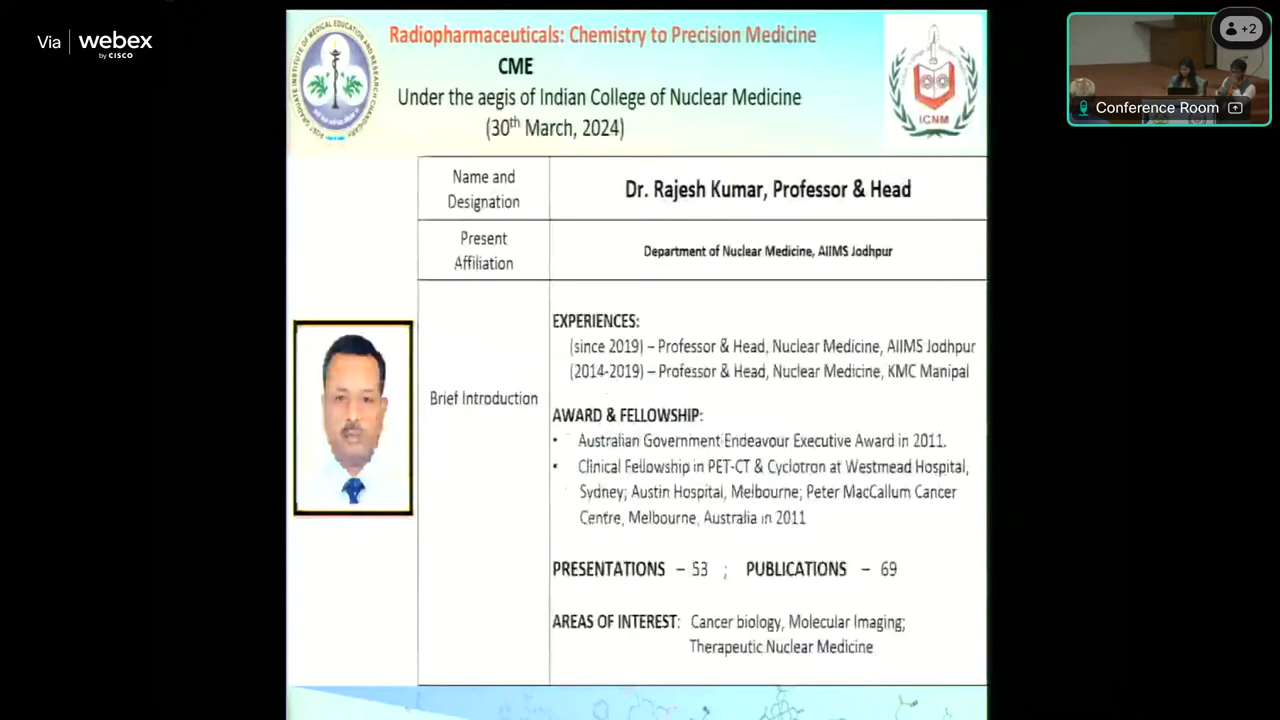 Via webex
by CISCO
Radiopharmaceuticals: Chemistry to Precision Medicine
CME
Under the aegis of Indian College of Nuclear Medicine
(30th March, 2024)
ICNM
+2
Conference Room
Name and
Designation
Dr. Rajesh Kumar, Professor & Head
Present
Affiliation
Department of Nuclear Medicine, AIIMS Jodhpur
Brief Introduction
EXPERIENCES:
(since 2019) – Professor & Head, Nuclear Medicine, AIIMS Jodhpur
(2014-2019) – Professor & Head, Nuclear Medicine, KMC Manipal
AWARD & FELLOWSHIP:
• Australian Government Endeavour Executive Award in 2011.
• Clinical Fellowship in PET-CT & Cyclotron at Westmead Hospital,
Sydney; Austin Hospital, Melbourne; Peter MacCallum Cancer
Centre, Melbourne, Australia in 2011
PRESENTATIONS – 53 ; PUBLICATIONS – 69
AREAS OF INTEREST: Cancer biology, Molecular Imaging;
Therapeutic Nuclear Medicine